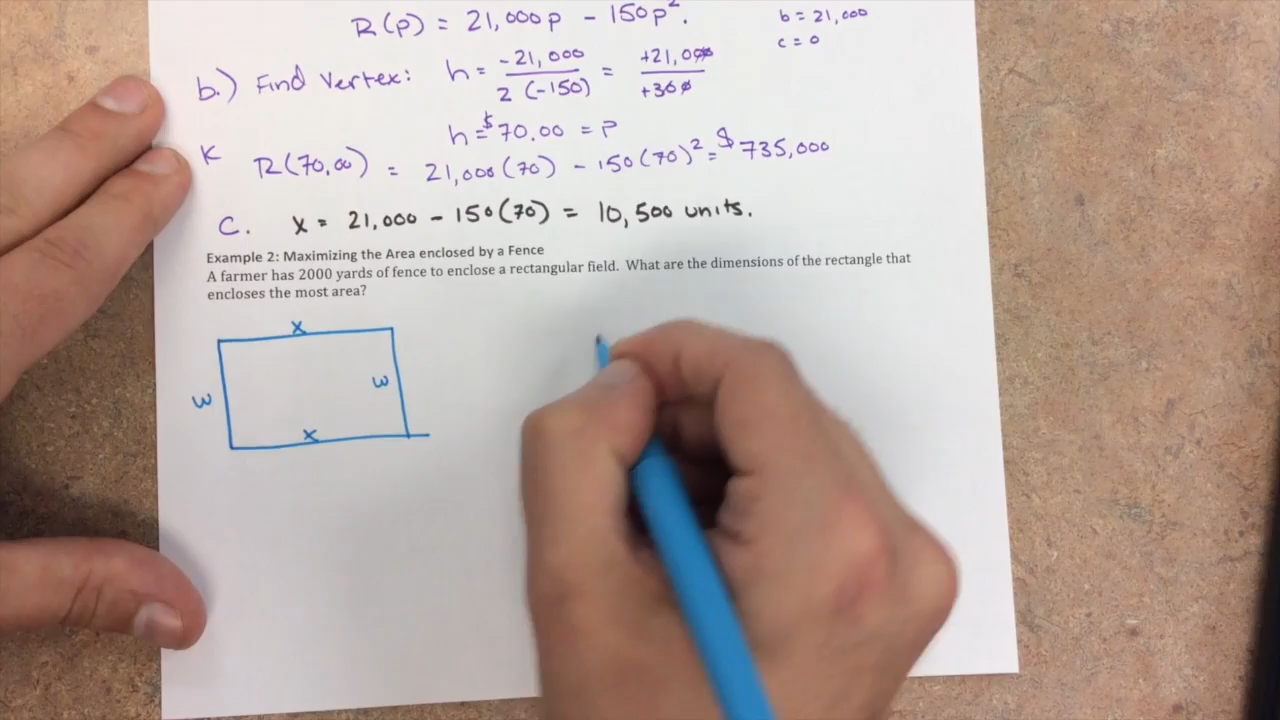 R(p) = 21,000p - 150p².
b = 21,000
c = 0
b.) Find Vertex: h = -21,000 / 2 (-150) = +21,000 / +300
h = $70.00 = P
K R(70.00) = 21,000(70) - 150(70)² = $735,000
C. x = 21,000 - 150(70) = 10,500 units.
Example 2: Maximizing the Area enclosed by a Fence
A farmer has 2000 yards of fence to enclose a rectangular field. What are the dimensions of the rectangle that
encloses the most area?
x
w
w
x